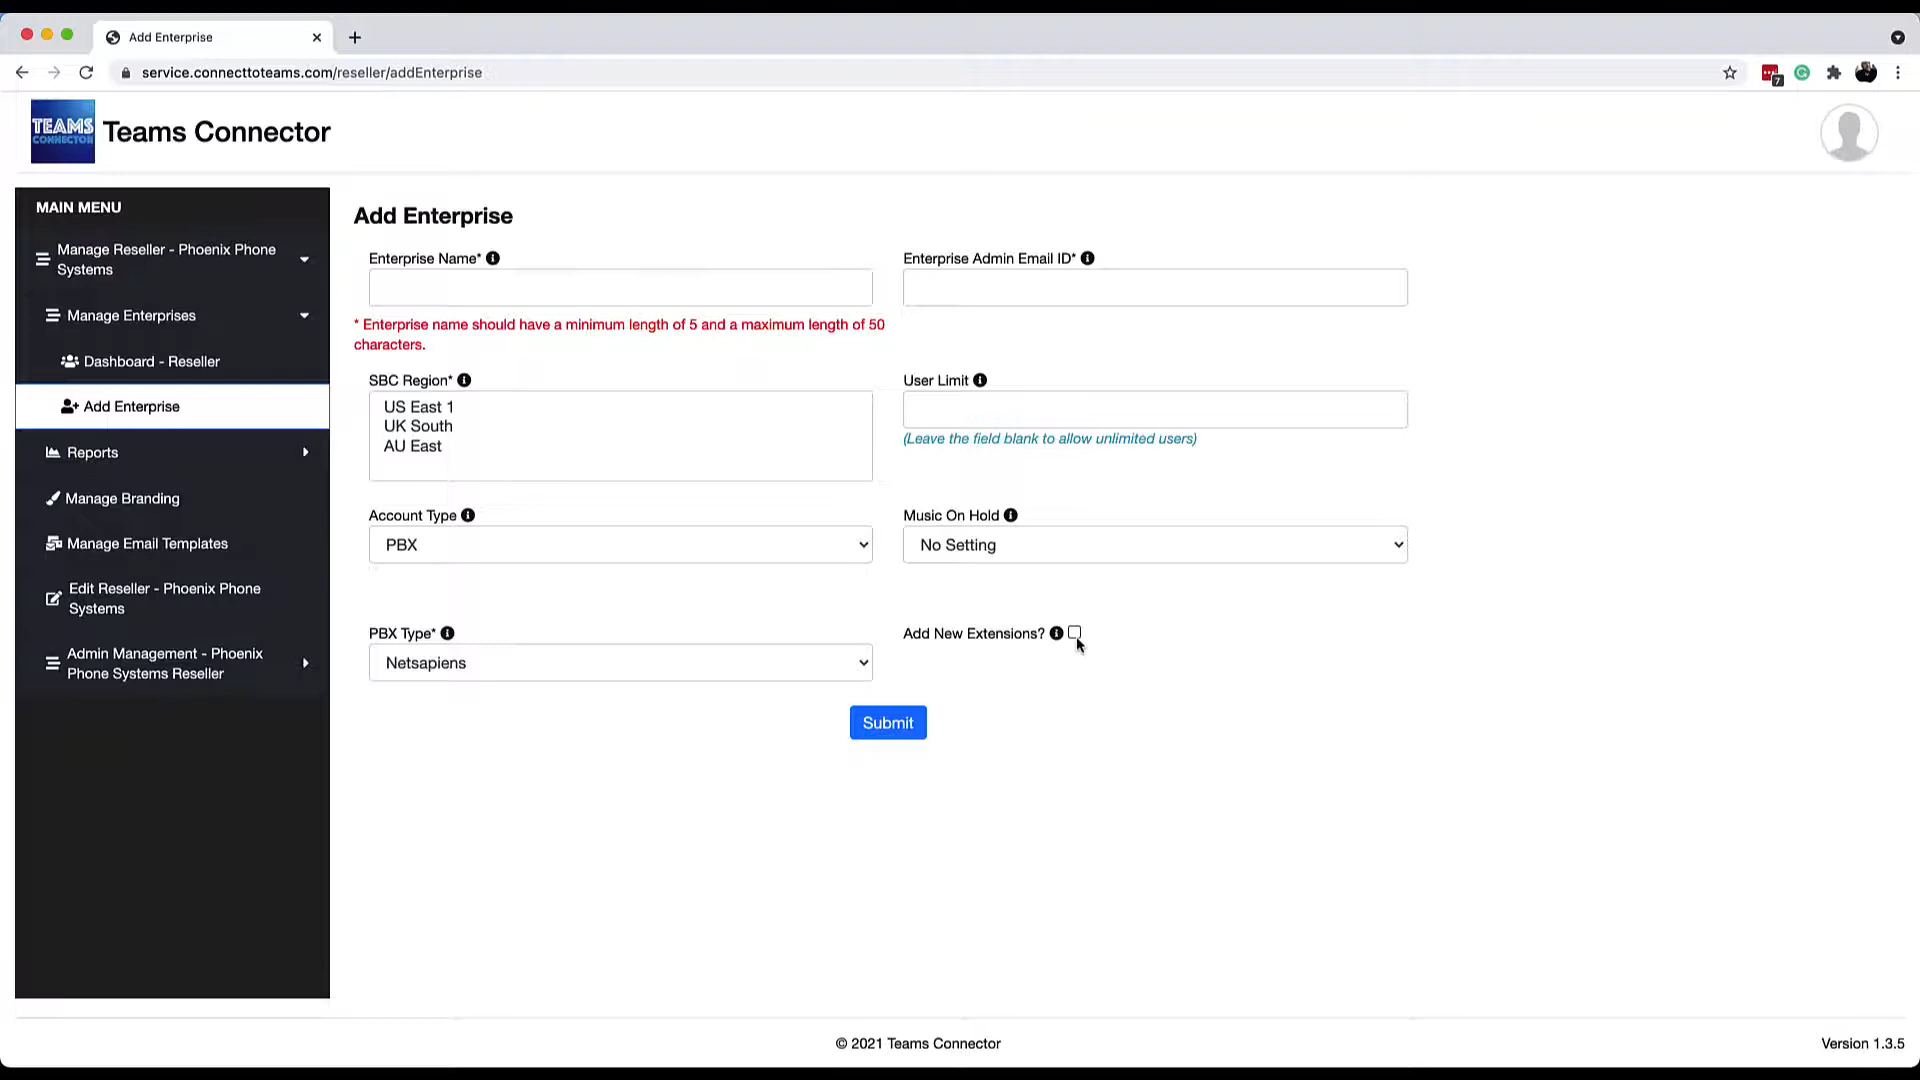 Add Enterprise
service.connecttoteams.com/reseller/addEnterprise
7
TEAMS
CONNECTOR
Teams Connector
MAIN MENU
Manage Reseller - Phoenix Phone
Systems
Manage Enterprises
Dashboard - Reseller
Add Enterprise
Reports
Manage Branding
Manage Email Templates
Edit Reseller - Phoenix Phone
Systems
Admin Management - Phoenix
Phone Systems Reseller
Add Enterprise
Enterprise Name*
Enterprise Admin Email ID*
* Enterprise name should have a minimum length of 5 and a maximum length of 50
characters.
SBC Region*
US East 1
UK South
AU East
User Limit
(Leave the field blank to allow unlimited users)
Account Type
PBX
Music On Hold
No Setting
PBX Type*
Netsapiens
Add New Extensions?
Submit
© 2021 Teams Connector
Version 1.3.5